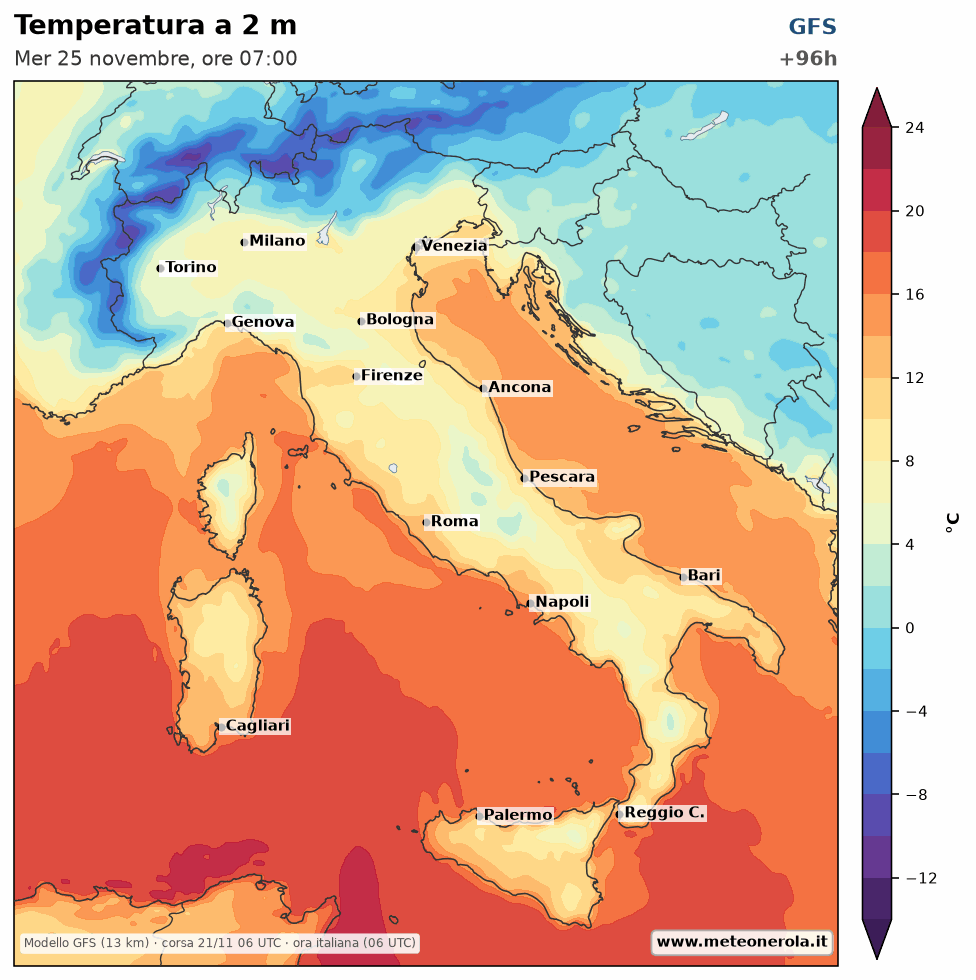 Temperatura a 2 m
GFS
Mer 25 novembre, ore 07:00
+96h
Milano
Venezia
Torino
Genova
Bologna
Firenze
Ancona
Pescara
Roma
Bari
Napoli
Cagliari
Palermo
Reggio C.
24
20
16
12
8
4
0
−4
−8
−12
°C
Modello GFS (13 km) · corsa 21/11 06 UTC · ora italiana (06 UTC)
www.meteonerola.it